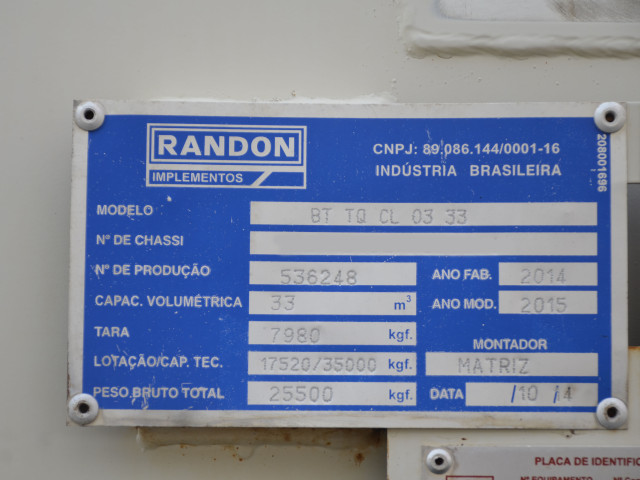 RANDON
IMPLEMENTOS
CNPJ: 89.086.144/0001-16
INDÚSTRIA BRASILEIRA
208001696
MODELO BT TQ CL 03 33
Nº DE CHASSI
Nº DE PRODUÇÃO 536248 ANO FAB. 2014
CAPAC. VOLUMÉTRICA 33 m³ ANO MOD. 2015
TARA 7980 kgf. MONTADOR
LOTAÇÃO/CAP. TEC. 17520/35000 kgf. MATRIZ
PESO.BRUTO TOTAL 25500 kgf. DATA /10 /4
PLACA DE IDENTIFIC